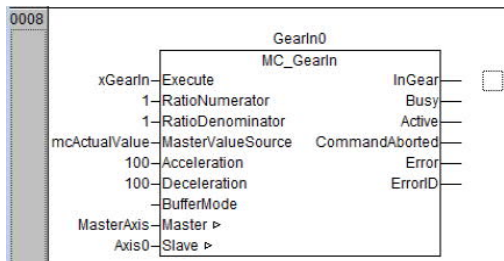 0008
GearIn0
MC_GearIn
xGearIn Execute InGear
1 RatioNumerator Busy
1 RatioDenominator Active
mcActualValue MasterValueSource CommandAborted
100 Acceleration Error
100 Deceleration ErrorID
BufferMode
MasterAxis Master
Axis0 Slave